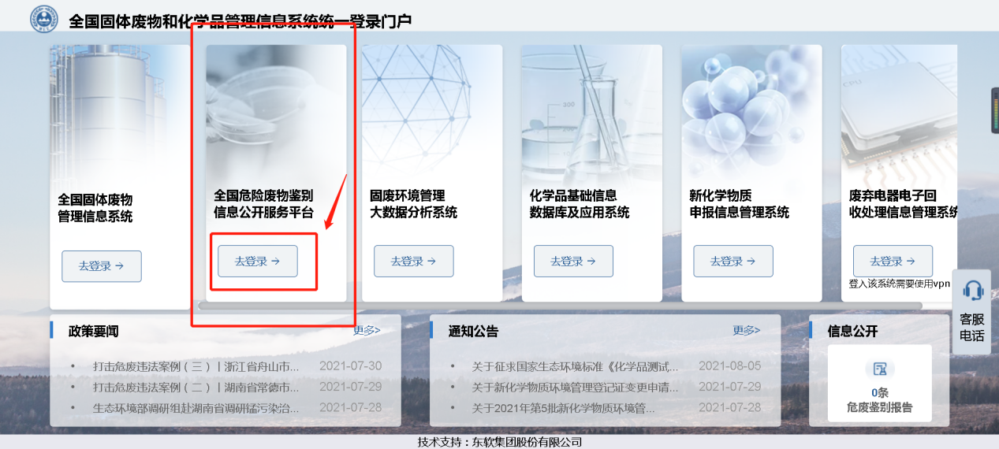 全国固体废物和化学品管理信息系统统一登录门户
全国固体废物
管理信息系统
去登录 →
全国危险废物鉴别
信息公开服务平台
去登录 →
固废环境管理
大数据分析系统
去登录 →
化学品基础信息
数据库及应用系统
去登录 →
新化学物质
申报信息管理系统
去登录 →
CPU
废弃电器电子回
收处理信息管理系统
去登录 →
登入该系统需要使用vpn
300
客服
电话
政策要闻
更多>
• 打击危废违法案例（三）丨浙江省舟山市... 2021-07-30
• 打击危废违法案例（二）丨湖南省常德市... 2021-07-29
• 生态环境部调研组赴湖南省调研锰污染治... 2021-07-28
通知公告
更多>
• 关于征求国家生态环境标准《化学品测试... 2021-08-05
• 关于新化学物质环境管理登记证变更申请... 2021-07-29
• 关于2021年第5批新化学物质环境管... 2021-07-28
信息公开
0条
危废鉴别报告
技术支持：东软集团股份有限公司